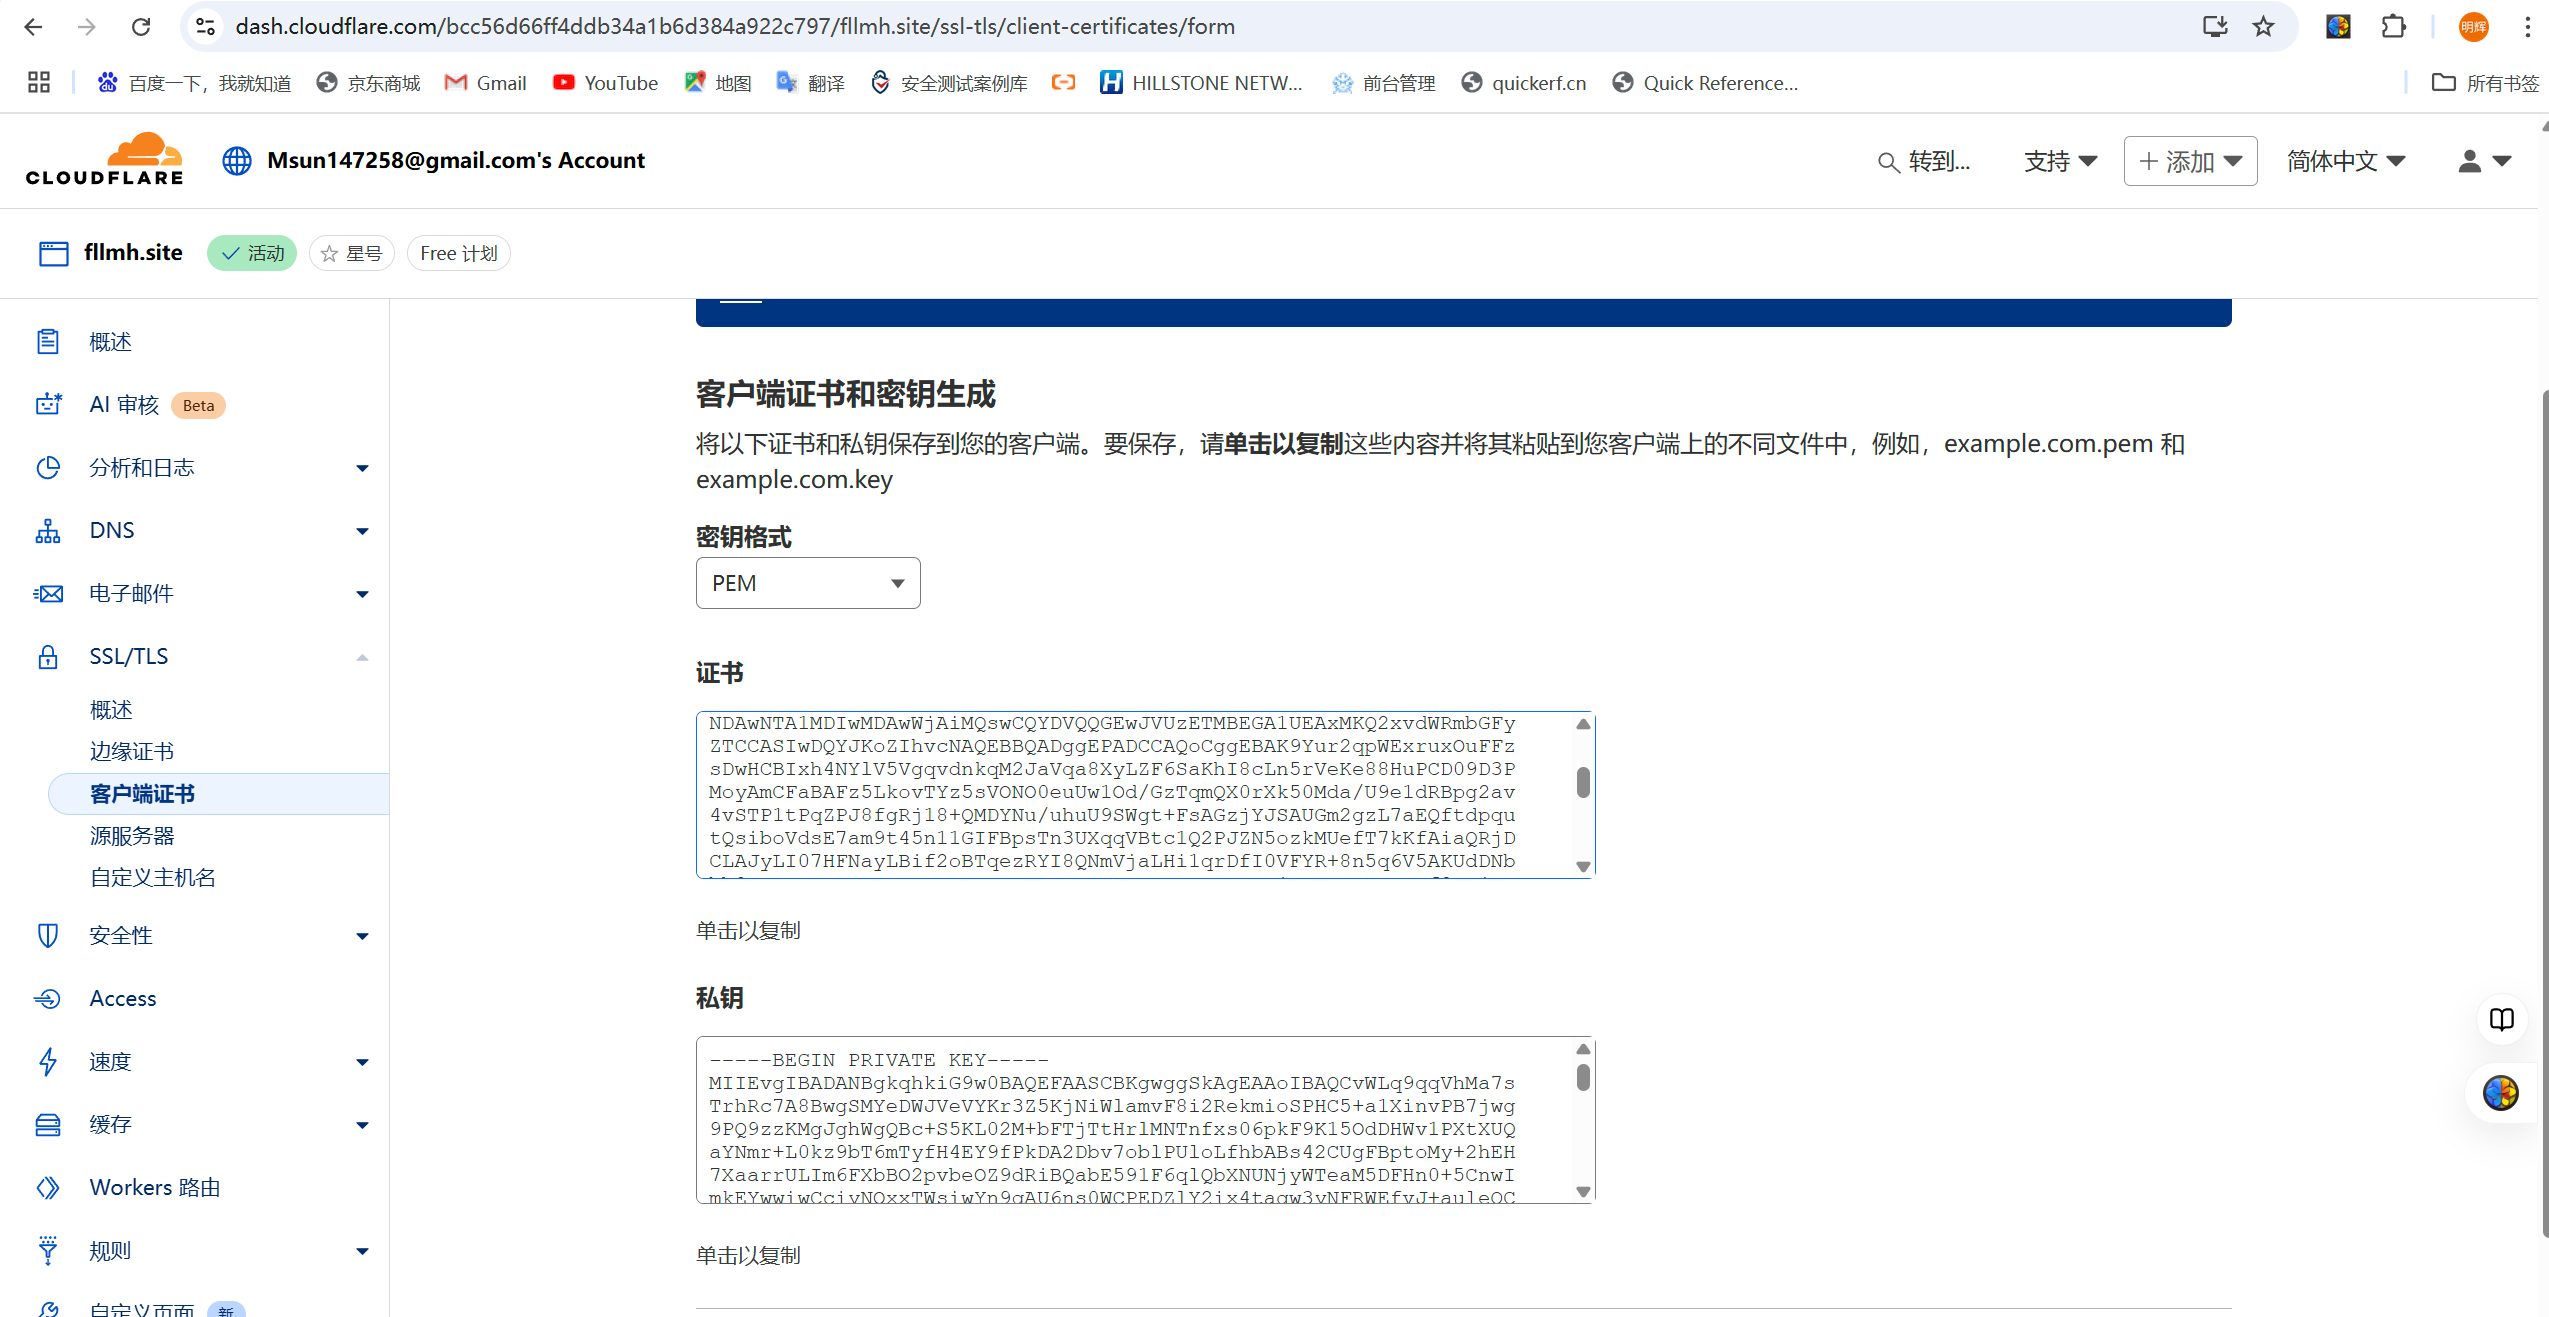 dash.cloudflare.com/bcc56d66ff4ddb34a1b6d384a922c797/fllmh.site/ssl-tls/client-certificates/form
明辉
百度一下，我就知道
京东商城
Gmail
YouTube
地图
翻译
安全测试案例库
HILLSTONE NETW...
前台管理
quickerf.cn
Quick Reference...
所有书签
CLOUDFLARE
Msun147258@gmail.com's Account
转到...
支持
添加
简体中文
fllmh.site
活动
星号
Free 计划
概述
AI 审核 Beta
分析和日志
DNS
电子邮件
SSL/TLS
概述
边缘证书
客户端证书
源服务器
自定义主机名
安全性
Access
速度
缓存
Workers 路由
规则
自定义页面 新
客户端证书和密钥生成
将以下证书和私钥保存到您的客户端。要保存，请单击以复制这些内容并将其粘贴到您客户端上的不同文件中，例如，example.com.pem 和
example.com.key
密钥格式
PEM
证书
NDAwNTA1MDIwMDAwWjAiMQswCQYDVQQGEwJVUzETMBEGA1UEAxMKQ2xvdWRmbGFy
ZTCCASIwDQYJKoZIhvcNAQEBBQADggEPADCCAQoCggEBAK9Yur2qpWExruxOuFFz
sDwHCBIxh4NYlV5VgqvdnkqM2JaVqa8XyLZF6SaKhI8cLn5rVeKe88HuPCD09D3P
MoyAmCFaBAFz5LkovTYz5sVONO0euUw1Od/GzTqmQX0rXk50Mda/U9e1dRBpg2av
4vSTP1tPqZPJ8fgRj18+QMDYNu/uhuU9SWgt+FsAGzjYJSAUGm2gzL7aEQftdpqu
tQsiboVdsE7am9t45n11GIFBpsTn3UXqqVBtc1Q2PJZN5ozkMUefT7kKfAiaQRjD
CLAJyLI07HFNayLBif2oBTqezRYI8QNmVjaLHi1qrDfI0VFYR+8n5q6V5AKUdDNb
单击以复制
私钥
-----BEGIN PRIVATE KEY-----
MIIEvgIBADANBgkqhkiG9w0BAQEFAASCBKgwggSkAgEAAoIBAQCvWLq9qqVhMa7s
TrhRc7A8BwgSMYeDWJVeVYKr3Z5KjNiWlamvF8i2RekmioSPHC5+a1XinvPB7jwg
9PQ9zzKMgJghWgQBc+S5KL02M+bFTjTtHrlMNTnfxs06pkF9K15OdDHWv1PXtXUQ
aYNmr+L0kz9bT6mTyfH4EY9fPkDA2Dbv7oblPUloLfhbABs42CUgFBptoMy+2hEH
7XaarrULIm6FXbBO2pvbeOZ9dRiBQabE591F6qlQbXNUNjyWTeaM5DFHn0+5CnwI
单击以复制